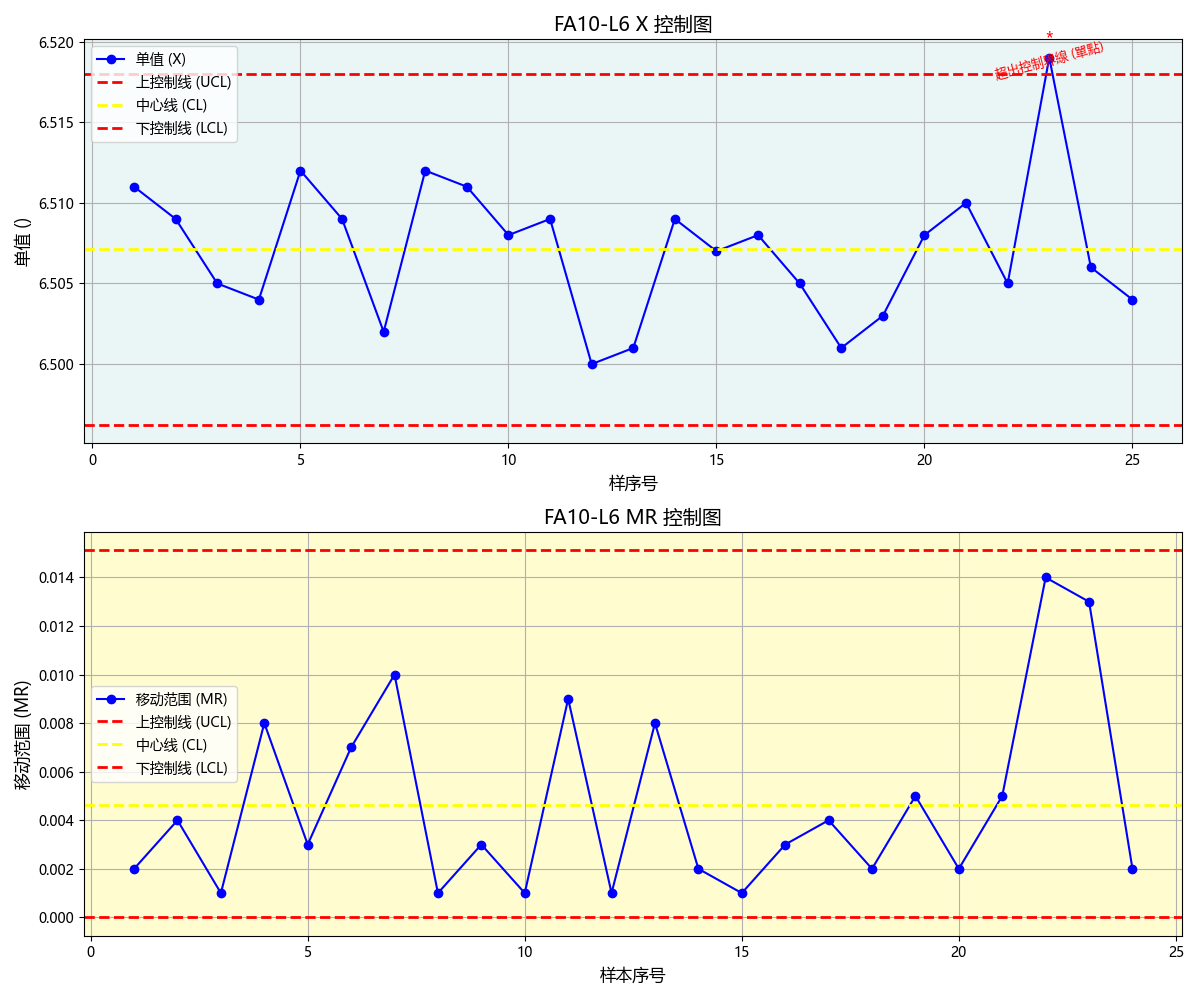 FA10-L6 X 控制图
单值 ()
6.520
6.515
6.510
6.505
6.500
单值 (X)
上控制线 (UCL)
中心线 (CL)
下控制线 (LCL)
*
超出控制界線 (單點)
0
5
10
15
20
25
样序号
FA10-L6 MR 控制图
移动范围 (MR)
0.014
0.012
0.010
0.008
0.006
0.004
0.002
0.000
移动范围 (MR)
上控制线 (UCL)
中心线 (CL)
下控制线 (LCL)
0
5
10
15
20
25
样本序号